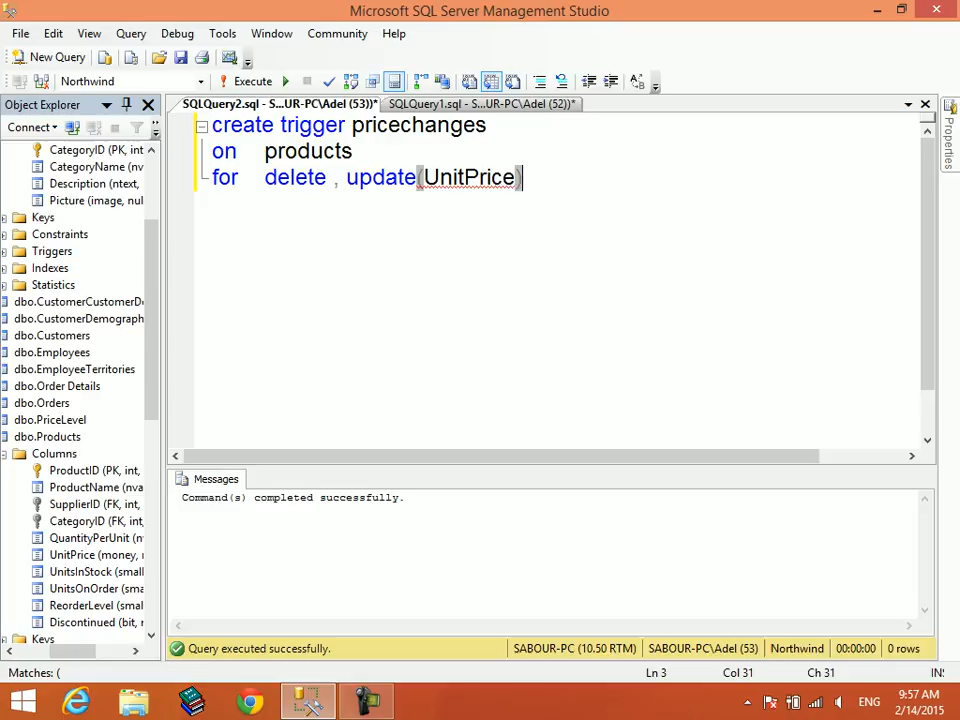 Microsoft SQL Server Management Studio
File Edit View Query Debug Tools Window Community Help
New Query
Northwind Execute
Object Explorer
SQLQuery2.sql - S...UR-PC\Adel (53))* SQLQuery1.sql - S...UR-PC\Adel (52))*
Connect
CategoryID (PK, int
CategoryName (nv
Description (ntext,
Picture (image, nul
Keys
Constraints
Triggers
Indexes
Statistics
dbo.CustomerCustomerD
dbo.CustomerDemograph
dbo.Customers
dbo.Employees
dbo.EmployeeTerritories
dbo.Order Details
dbo.Orders
dbo.PriceLevel
dbo.Products
Columns
ProductID (PK, int,
ProductName (nva
SupplierID (FK, int,
CategoryID (FK, int,
QuantityPerUnit (n
UnitPrice (money, 
UnitsInStock (small
UnitsOnOrder (sma
ReorderLevel (smal
Discontinued (bit, n
Keys
create trigger pricechanges
on products
for delete , update(UnitPrice)
Properties
Messages
Command(s) completed successfully.
Query executed successfully. SABOUR-PC (10.50 RTM) SABOUR-PC\Adel (53) Northwind 00:00:00 0 rows
Matches: ( Ln 3 Col 31 Ch 31 INS
ENG
9:57 AM
2/14/2015